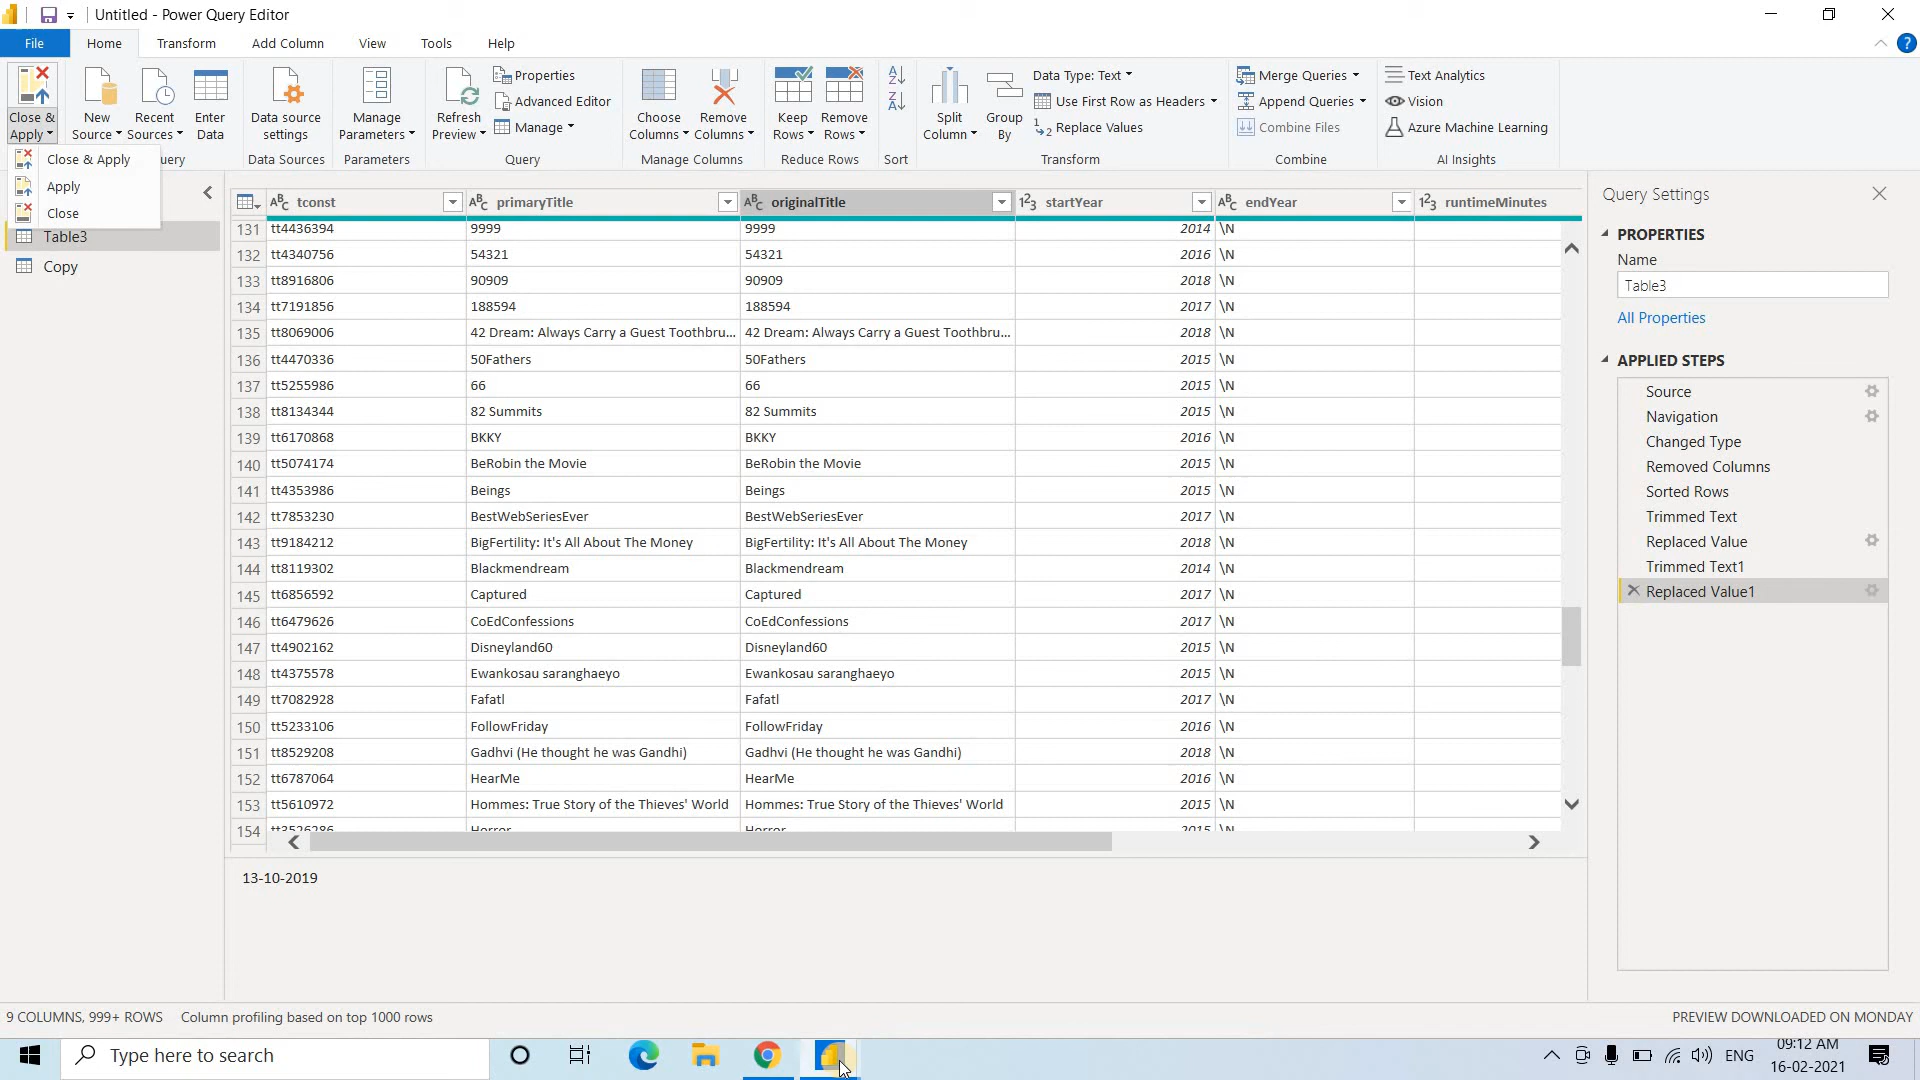 Untitled - Power Query Editor
File Home Transform Add Column View Tools Help
Close & Apply
New Source
Recent Sources
Enter Data
Data source settings
Data Sources
Manage Parameters
Parameters
Refresh Preview
Properties
Advanced Editor
Manage
Query
Choose Columns
Remove Columns
Manage Columns
Keep Rows
Remove Rows
Reduce Rows
Sort
Split Column
Group By
Data Type: Text
Use First Row as Headers
Replace Values
Transform
Merge Queries
Append Queries
Combine Files
Combine
Text Analytics
Vision
Azure Machine Learning
AI Insights
Close & Apply
Apply
Close
Table3
Copy
tconst primaryTitle originalTitle startYear endYear runtimeMinutes
131 tt4436394 9999 9999 2014 \N
132 tt4340756 54321 54321 2016 \N
133 tt8916806 90909 90909 2018 \N
134 tt7191856 188594 188594 2017 \N
135 tt8069006 42 Dream: Always Carry a Guest Toothbru... 42 Dream: Always Carry a Guest Toothbru... 2018 \N
136 tt4470336 50Fathers 50Fathers 2015 \N
137 tt5255986 66 66 2015 \N
138 tt8134344 82 Summits 82 Summits 2015 \N
139 tt6170868 BKKY BKKY 2016 \N
140 tt5074174 BeRobin the Movie BeRobin the Movie 2015 \N
141 tt4353986 Beings Beings 2015 \N
142 tt7853230 BestWebSeriesEver BestWebSeriesEver 2017 \N
143 tt9184212 BigFertility: It's All About The Money BigFertility: It's All About The Money 2018 \N
144 tt8119302 Blackmendream Blackmendream 2014 \N
145 tt6856592 Captured Captured 2017 \N
146 tt6479626 CoEdConfessions CoEdConfessions 2017 \N
147 tt4902162 Disneyland60 Disneyland60 2015 \N
148 tt4375578 Ewankosau saranghaeyo Ewankosau saranghaeyo 2015 \N
149 tt7082928 Fafatl Fafatl 2017 \N
150 tt5233106 FollowFriday FollowFriday 2016 \N
151 tt8529208 Gadhvi (He thought he was Gandhi) Gadhvi (He thought he was Gandhi) 2018 \N
152 tt6787064 HearMe HearMe 2016 \N
153 tt5610972 Hommes: True Story of the Thieves' World Hommes: True Story of the Thieves' World 2015 \N
154 tt3526286 Horror Horror 2015 \N
13-10-2019
Query Settings
PROPERTIES
Name
Table3
All Properties
APPLIED STEPS
Source
Navigation
Changed Type
Removed Columns
Sorted Rows
Trimmed Text
Replaced Value
Trimmed Text1
Replaced Value1
9 COLUMNS, 999+ ROWS Column profiling based on top 1000 rows PREVIEW DOWNLOADED ON MONDAY
Type here to search
ENG
09:12 AM
16-02-2021